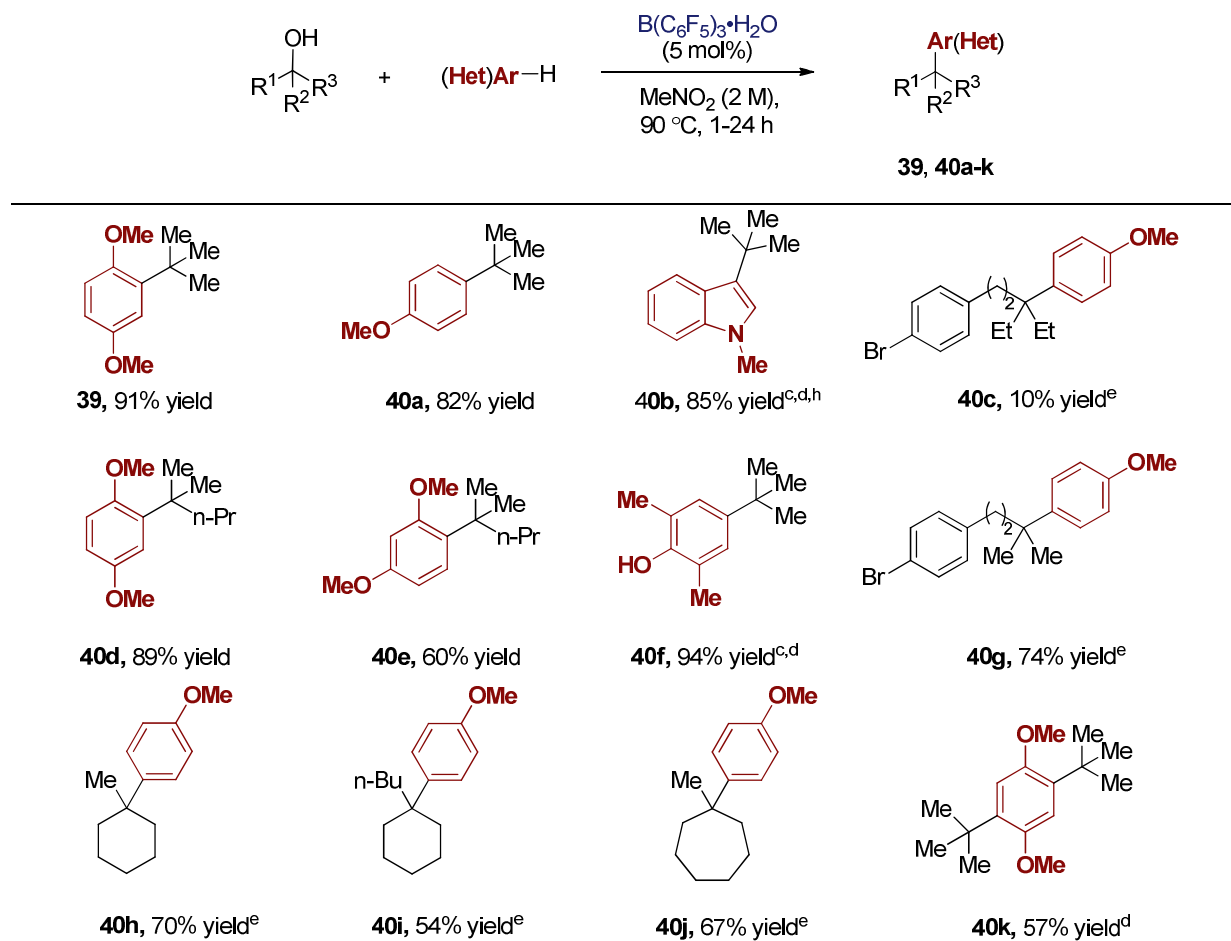 OH
R1 R2 R3
+
(Het)Ar–H
B(C6F5)3•H2O
(5 mol%)
MeNO2 (2 M),
90 °C, 1-24 h
Ar(Het)
R1 R2 R3
39, 40a-k
OMe Me Me Me OMe
39, 91% yield
Me Me Me MeO
40a, 82% yield
Me Me Me N Me
40b, 85% yieldc,d,h
OMe ( )2 Et Et Br
40c, 10% yielde
OMe Me Me n-Pr OMe
40d, 89% yield
OMe Me Me n-Pr MeO
40e, 60% yield
Me Me Me Me HO Me
40f, 94% yieldc,d
OMe ( )2 Me Me Br
40g, 74% yielde
OMe Me
40h, 70% yielde
OMe n-Bu
40i, 54% yielde
OMe Me
40j, 67% yielde
OMe Me Me Me Me Me Me OMe
40k, 57% yieldd